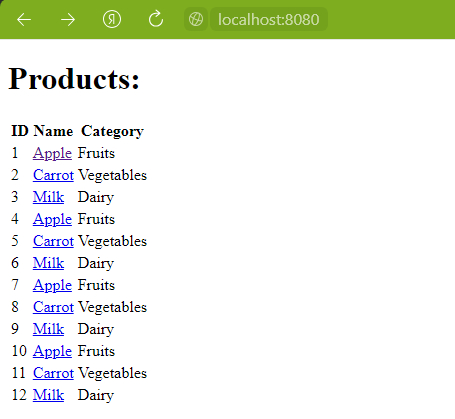 Я localhost:8080
Products:
ID Name Category
1 Apple Fruits
2 Carrot Vegetables
3 Milk Dairy
4 Apple Fruits
5 Carrot Vegetables
6 Milk Dairy
7 Apple Fruits
8 Carrot Vegetables
9 Milk Dairy
10 Apple Fruits
11 Carrot Vegetables
12 Milk Dairy